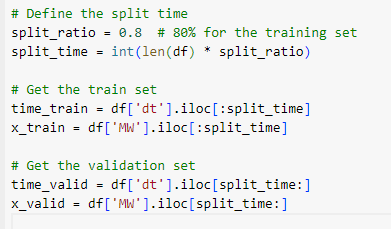 # Define the split time
split_ratio = 0.8  # 80% for the training set
split_time = int(len(df) * split_ratio)
# Get the train set
time_train = df['dt'].iloc[:split_time]
x_train = df['MW'].iloc[:split_time]
# Get the validation set
time_valid = df['dt'].iloc[split_time:]
x_valid = df['MW'].iloc[split_time:]